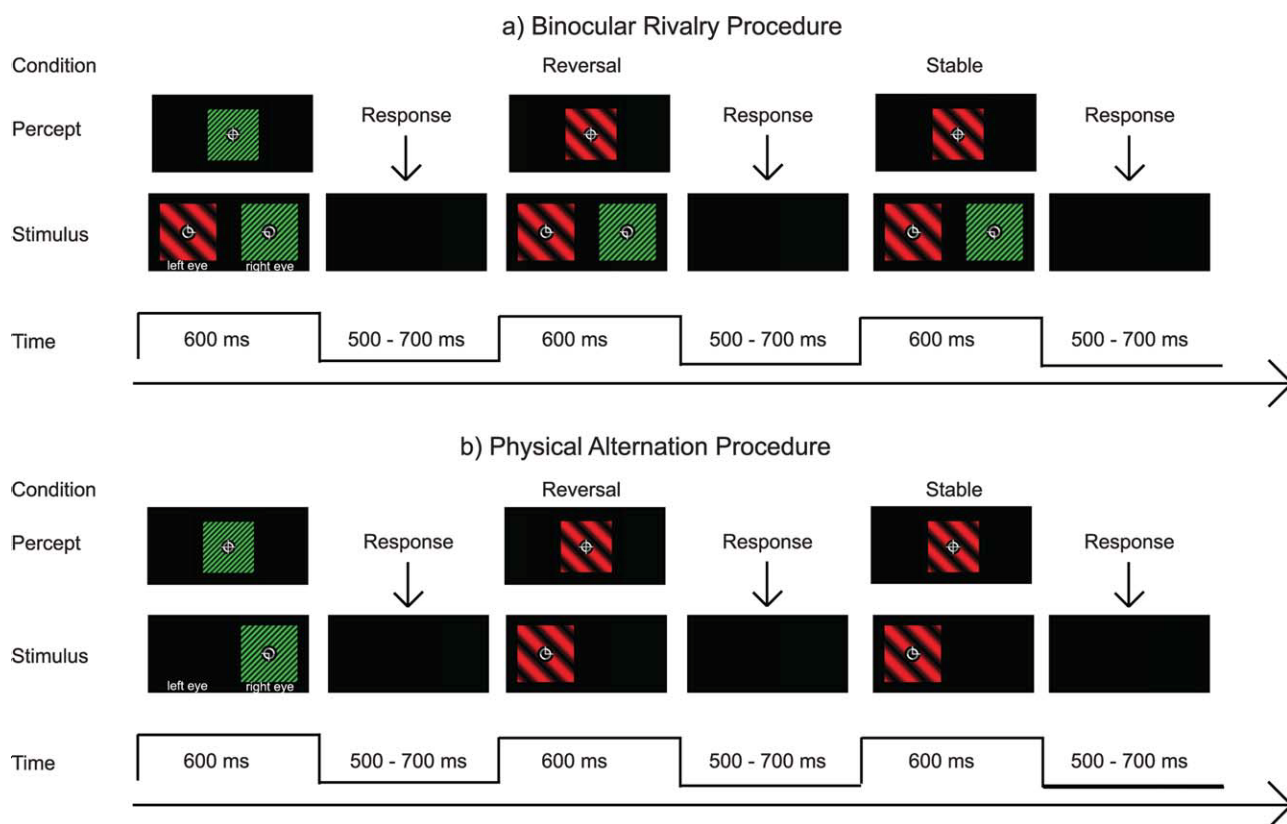 a) Binocular Rivalry Procedure
Condition Reversal Stable
Percept Response Response Response
Stimulus
left eye right eye
Time 600 ms 500 - 700 ms 600 ms 500 - 700 ms 600 ms 500 - 700 ms
b) Physical Alternation Procedure
Condition Reversal Stable
Percept Response Response Response
Stimulus
left eye right eye
Time 600 ms 500 - 700 ms 600 ms 500 - 700 ms 600 ms 500 - 700 ms